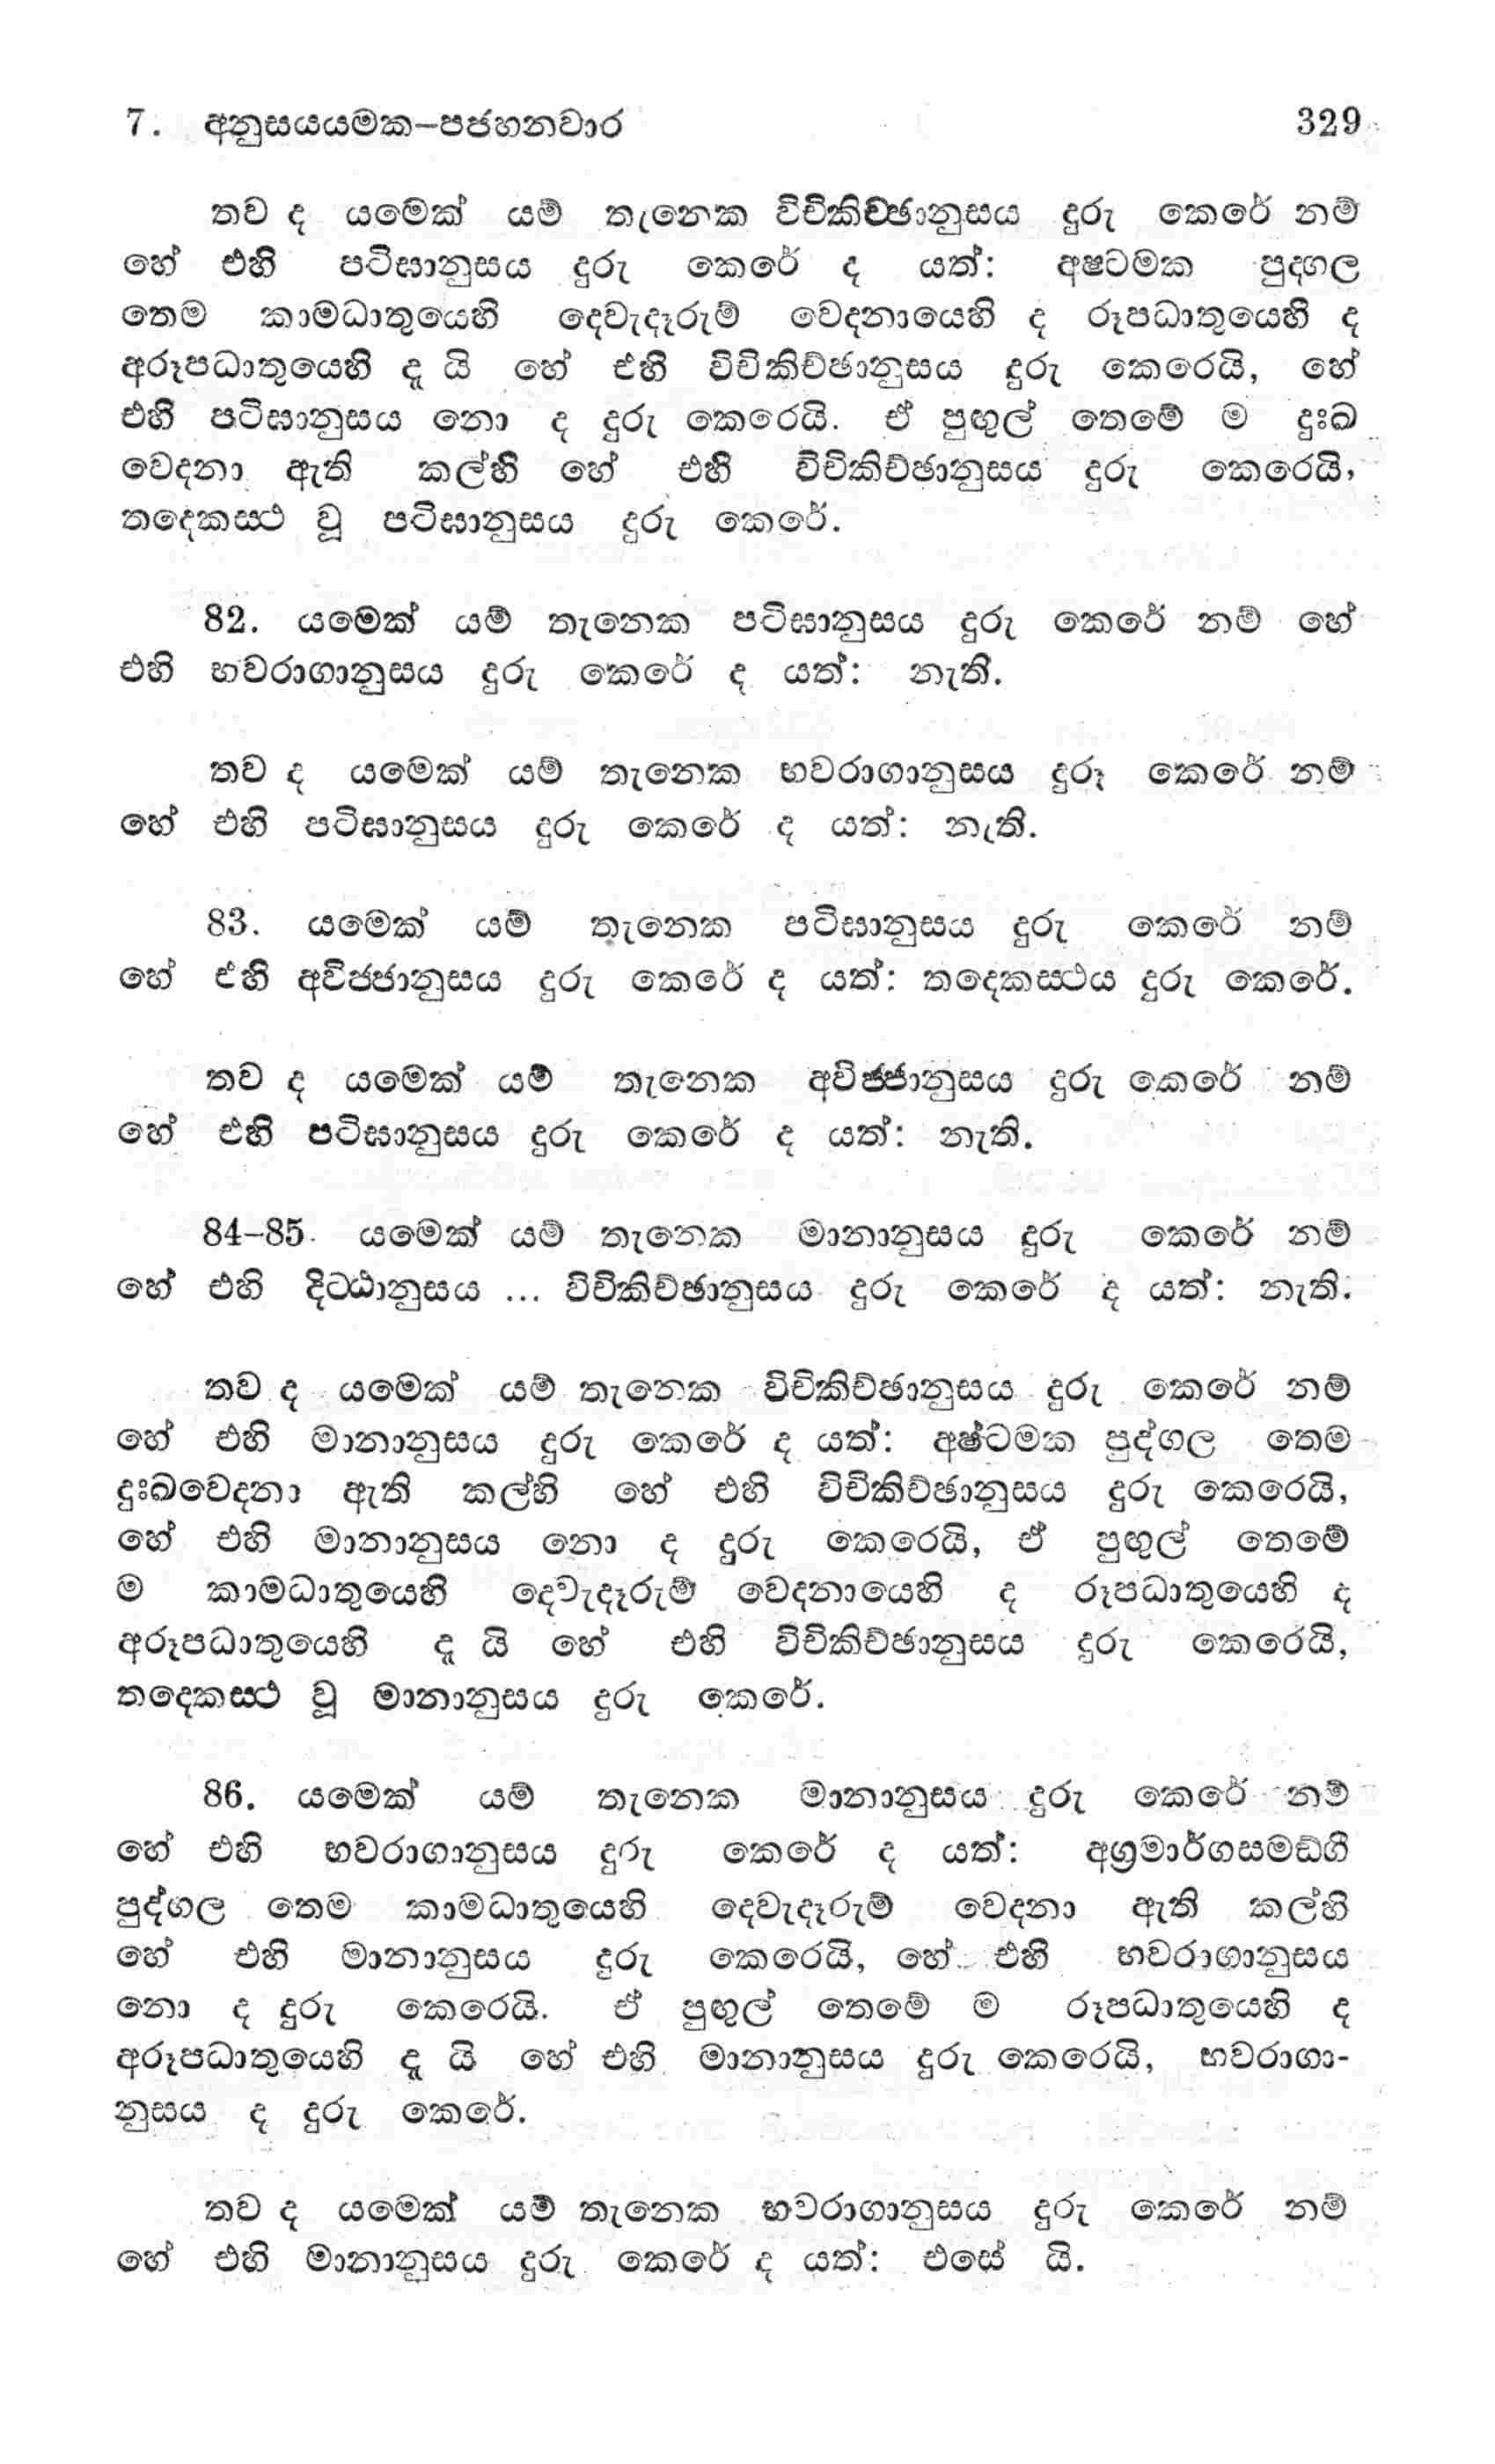 7. අනුසයයමක–පජහනවාර 329
තව ද යමෙක් යම් තැනෙක විචිකිච්ඡානුසය දුරු කෙරේ නම්
හේ එහි පටිඝානුසය දුරු කෙරේ ද යත්: අෂ්ටමක පුද්ගල
තෙම කාමධාතුයෙහි දෙවැදෑරුම් වේදනායෙහි ද රූපධාතුයෙහි ද
අරූපධාතුයෙහි දැ යි හේ එහි විචිකිච්ඡානුසය දුරු කෙරෙයි, හේ
එහි පටිඝානුසය නො ද දුරු කෙරෙයි. ඒ පුඟුල් තෙමේ ම දුඃඛ
වෙදනා ඇති කල්හි හේ එහි විචිකිච්ඡානුසය දුරු කෙරෙයි,
තදෙකස්ථ වූ පටිඝානුසය දුරු කෙරේ.
82. යමෙක් යම් තැනෙක පටිඝානුසය දුරු කෙරේ නම් හේ
එහි භවරාගානුසය දුරු කෙරේ ද යත්: නැති.
තව ද යමෙක් යම් තැනෙක භවරාගානුසය දුරූ කෙරේ නම්
හේ එහි පටිඝානුසය දුරු කෙරේ ද යත්: නැති.
83. යමෙක් යම් තැනෙක පටිඝානුසය දුරු කෙරේ නම්
හේ එහි අවිජ්ජානුසය දුරු කෙරේ ද යත්: තදෙකස්ථය දුරු කෙරේ.
තව ද යමෙක් යම් තැනෙක අවිජ්ජානුසය දුරු කෙරේ නම්
හේ එහි පටිඝානුසය දුරු කෙරේ ද යත්: නැති.
84–85. යමෙක් යම් තැනෙක මානානුසය දුරු කෙරේ නම්
හේ එහි දිට්ඨානුසය ... විචිකිච්ඡානුසය දුරු කෙරේ ද යත්: නැති.
තව ද යමෙක් යම් තැනෙක විචිකිච්ඡානුසය දුරු කෙරේ නම්
හේ එහි මානානුසය දුරු කෙරේ ද යත්: අෂ්ටමක පුද්ගල තෙම
දුඃඛවෙදනා ඇති කල්හි හේ එහි විචිකිච්ඡානුසය දුරු කෙරෙයි,
හේ එහි මානානුසය නො ද දුරු කෙරෙයි, ඒ පුඟුල් තෙමේ
ම කාමධාතුයෙහි දෙවැදෑරුම් වෙදනායෙහි ද රූපධාතුයෙහි ද
අරූපධාතුයෙහි දැ යි හේ එහි විචිකිච්ඡානුසය දුරු කෙරෙයි,
තදෙකස්ථ වූ මානානුසය දුරු කෙරේ.
86. යමෙක් යම් තැනෙක මානානුසය දුරු කෙරේ නම්
හේ එහි භවරාගානුසය දුරු කෙරේ ද යත්: අග්‍රමාර්ගසමඞ්ගී
පුද්ගල තෙම කාමධාතුයෙහි දෙවැදෑරුම් වෙදනා ඇති කල්හි
හේ එහි මානානුසය දුරු කෙරෙයි, හේ එහි භවරාගානුසය
නො ද දුරු කෙරෙයි. ඒ පුඟුල් තෙමේ ම රූපධාතුයෙහි ද
අරූපධාතුයෙහි දැ යි හේ එහි මානානුසය දුරු කෙරෙයි, භවරාගා-
නුසය ද දුරු කෙරේ.
තව ද යමෙක් යම් තැනෙක භවරාගානුසය දුරු කෙරේ නම්
හේ එහි මානානුසය දුරු කෙරේ ද යත්: එසේ යි.